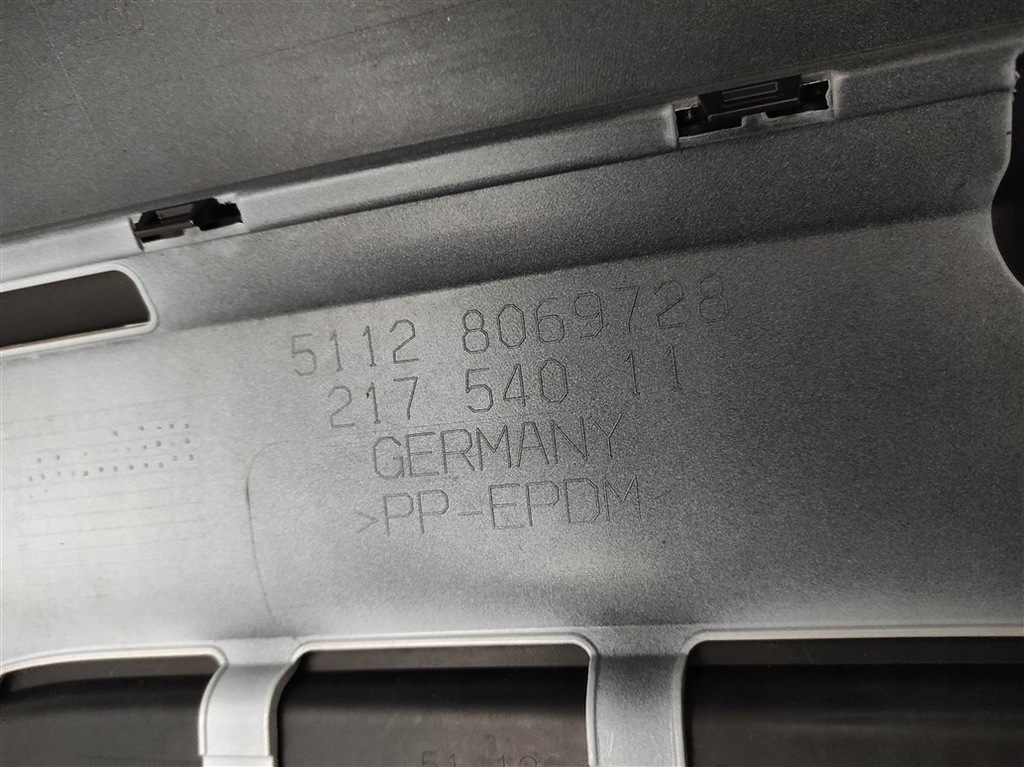 5112 8069728
217 540 11
GERMANY
>PP-EPDM<